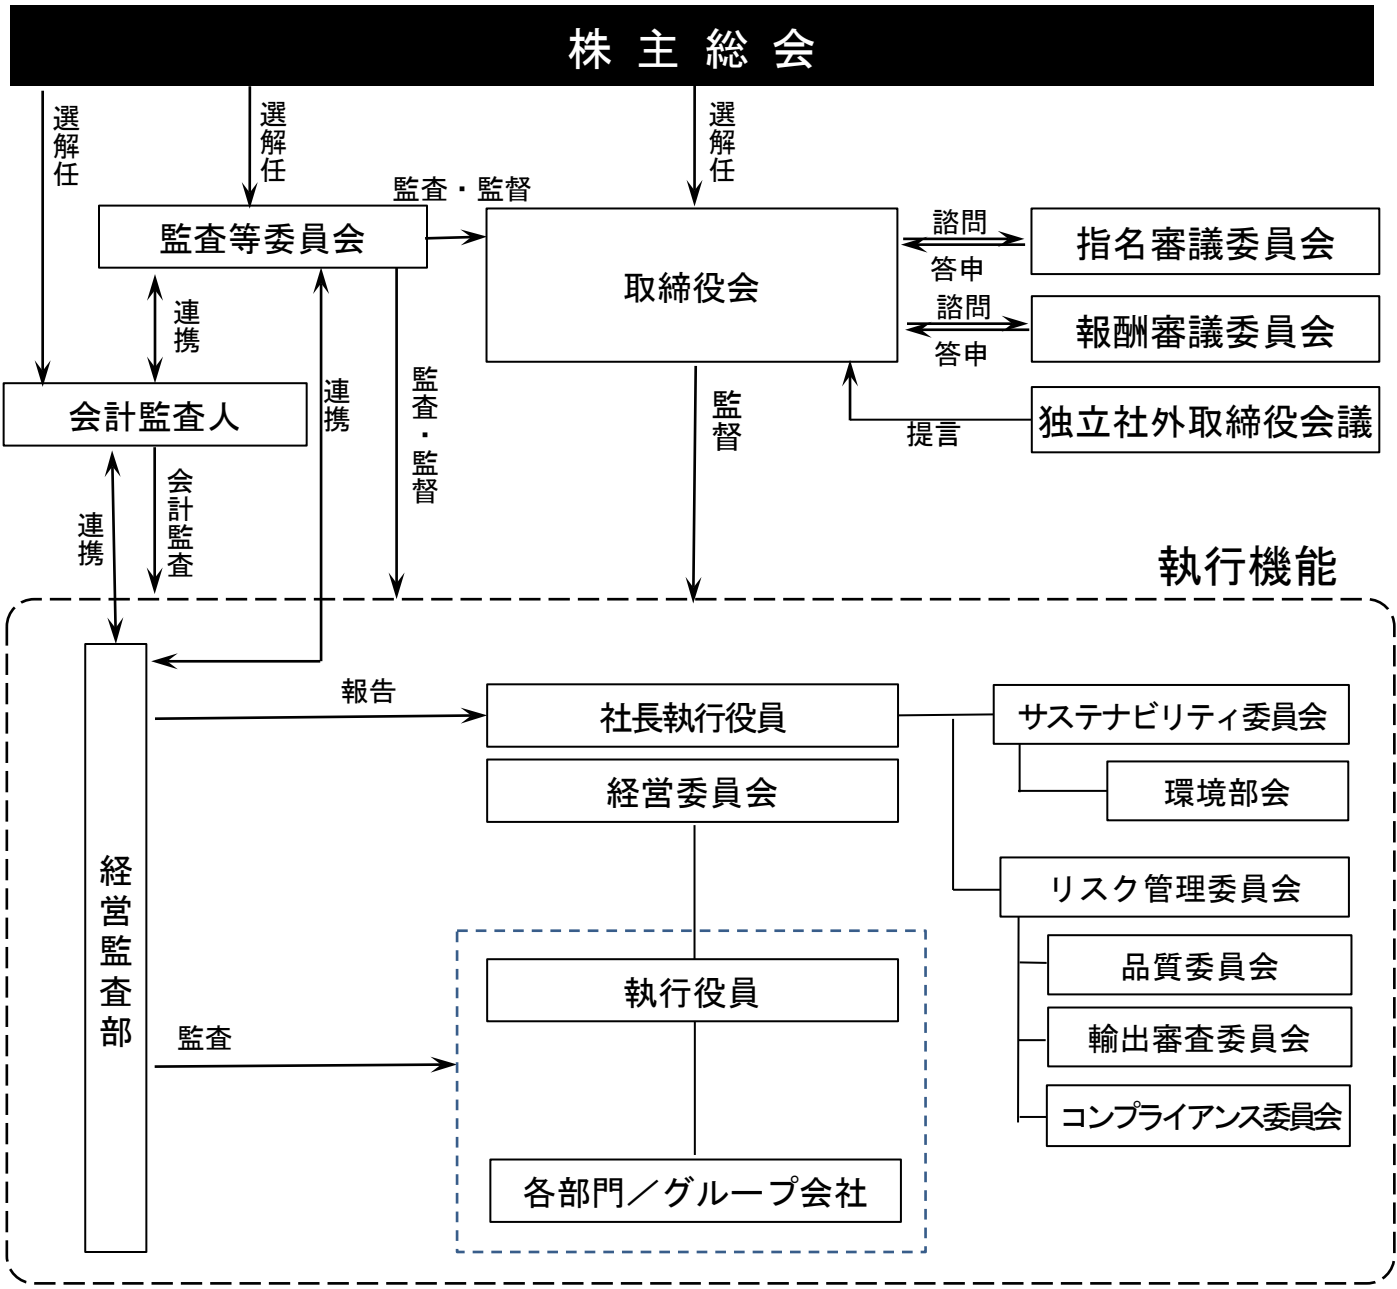 株主総会
選解任
選解任
選解任
監査・監督
監査等委員会
取締役会
諮問
答申
指名審議委員会
諮問
答申
報酬審議委員会
連携
連携
監査・監督
監督
会計監査人
提言
独立社外取締役会議
連携
会計監査
執行機能
経営監査部
報告
社長執行役員
サステナビリティ委員会
経営委員会
環境部会
リスク管理委員会
品質委員会
執行役員
監査
輸出審査委員会
コンプライアンス委員会
各部門／グループ会社